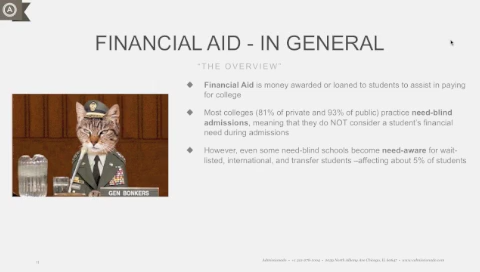 A
FINANCIAL AID - IN GENERAL
"THE OVERVIEW"
Financial Aid is money awarded or loaned to students to assist in paying
for college
Most colleges (81% of private and 93% of public) practice need-blind
admissions, meaning that they do NOT consider a student's financial
need during admissions
However, even some need-blind schools become need-aware for wait-
listed, international, and transfer students –affecting about 5% of students
GEN BONKERS